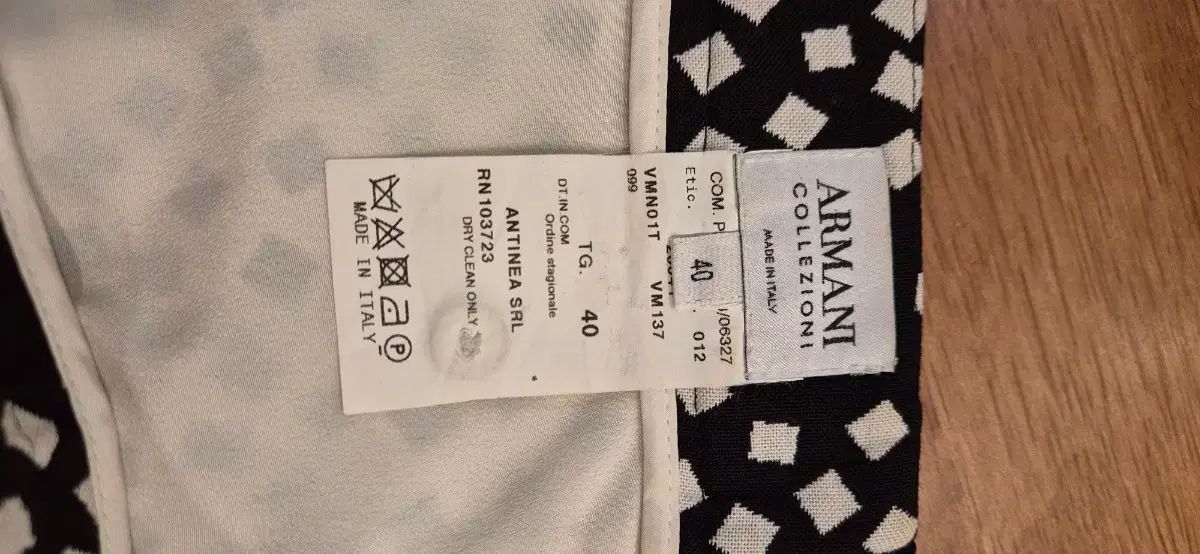 ARMANI
COLLEZIONI
MADE IN ITALY
40
COM. P
/06327
Etic.
. 012
VMN01T VM137
999
TG. 40
DT.IN.COM
Ordine stagionale
*
ANTINEA SRL
RN103723
DRY CLEAN ONLY
P
MADE IN ITALY